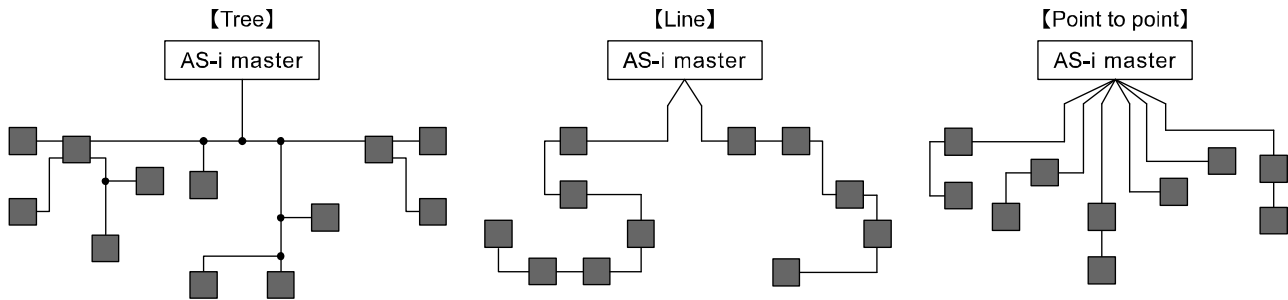 【Tree】
AS-i master
【Line】
AS-i master
【Point to point】
AS-i master